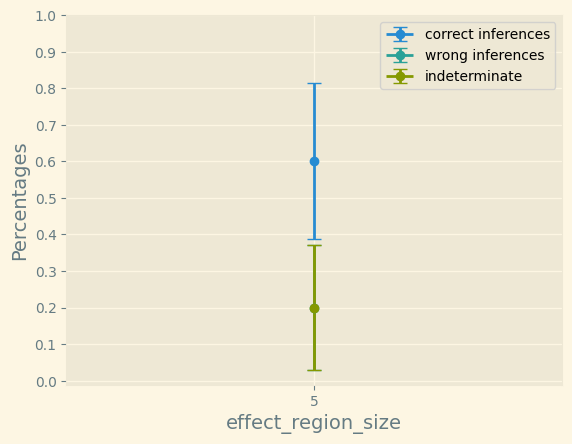 1.0
0.9
0.8
0.7
0.6
0.5
0.4
0.3
0.2
0.1
0.0
Percentages
correct inferences
wrong inferences
indeterminate
5
effect_region_size